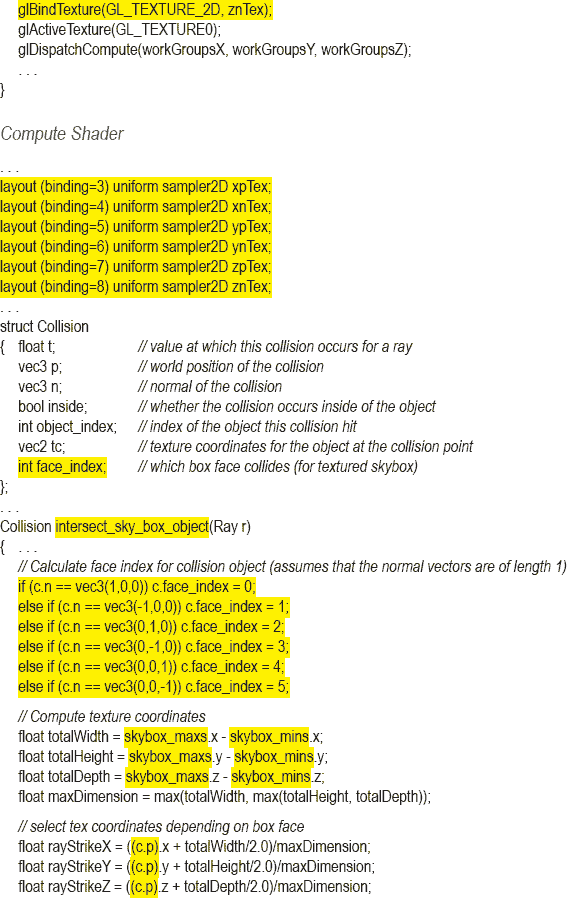 glBindTexture(GL_TEXTURE_2D, znTex);
glActiveTexture(GL_TEXTURE0);
glDispatchCompute(workGroupsX, workGroupsY, workGroupsZ);
. . .
}
Compute Shader
. . .
layout (binding=3) uniform sampler2D xpTex;
layout (binding=4) uniform sampler2D xnTex;
layout (binding=5) uniform sampler2D ypTex;
layout (binding=6) uniform sampler2D ynTex;
layout (binding=7) uniform sampler2D zpTex;
layout (binding=8) uniform sampler2D znTex;
. . .
struct Collision
{ float t; // value at which this collision occurs for a ray
vec3 p; // world position of the collision
vec3 n; // normal of the collision
bool inside; // whether the collision occurs inside of the object
int object_index; // index of the object this collision hit
vec2 tc; // texture coordinates for the object at the collision point
int face_index; // which box face collides (for textured skybox)
};
. . .
Collision intersect_sky_box_object(Ray r)
{ . . .
// Calculate face index for collision object (assumes that the normal vectors are of length 1)
if (c.n == vec3(1,0,0)) c.face_index = 0;
else if (c.n == vec3(-1,0,0)) c.face_index = 1;
else if (c.n == vec3(0,1,0)) c.face_index = 2;
else if (c.n == vec3(0,-1,0)) c.face_index = 3;
else if (c.n == vec3(0,0,1)) c.face_index = 4;
else if (c.n == vec3(0,0,-1)) c.face_index = 5;
// Compute texture coordinates
float totalWidth = skybox_maxs.x - skybox_mins.x;
float totalHeight = skybox_maxs.y - skybox_mins.y;
float totalDepth = skybox_maxs.z - skybox_mins.z;
float maxDimension = max(totalWidth, max(totalHeight, totalDepth));
// select tex coordinates depending on box face
float rayStrikeX = ((c.p).x + totalWidth/2.0)/maxDimension;
float rayStrikeY = ((c.p).y + totalHeight/2.0)/maxDimension;
float rayStrikeZ = ((c.p).z + totalDepth/2.0)/maxDimension;